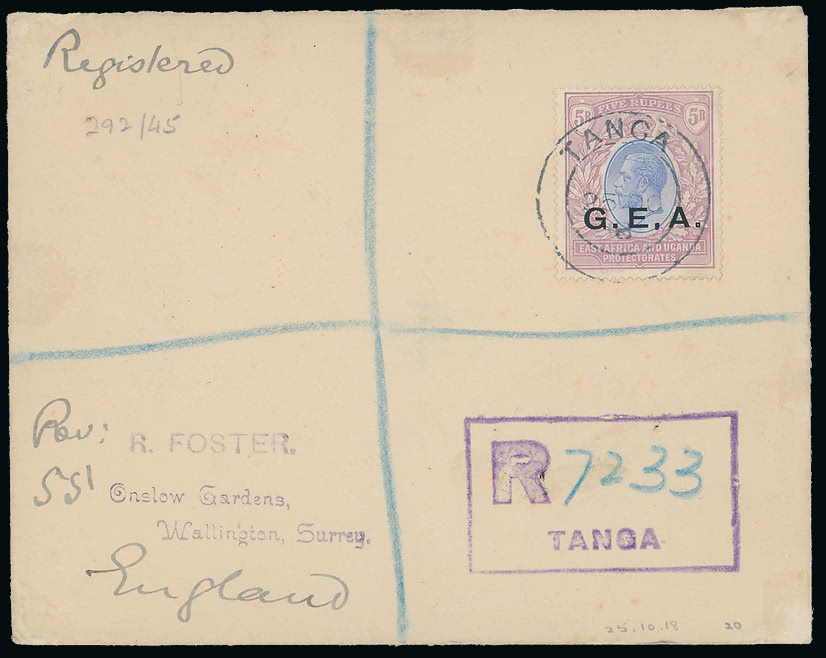 Registered
292/45
5R FIVE RUPEES 5R
TANGA
G.E.A.
EAST AFRICA AND UGANDA
PROTECTORATES
Rev:
R. FOSTER.
55
Onslow Gardens,
Wallington, Surrey.
England
R 7233
TANGA
25.10.18 20